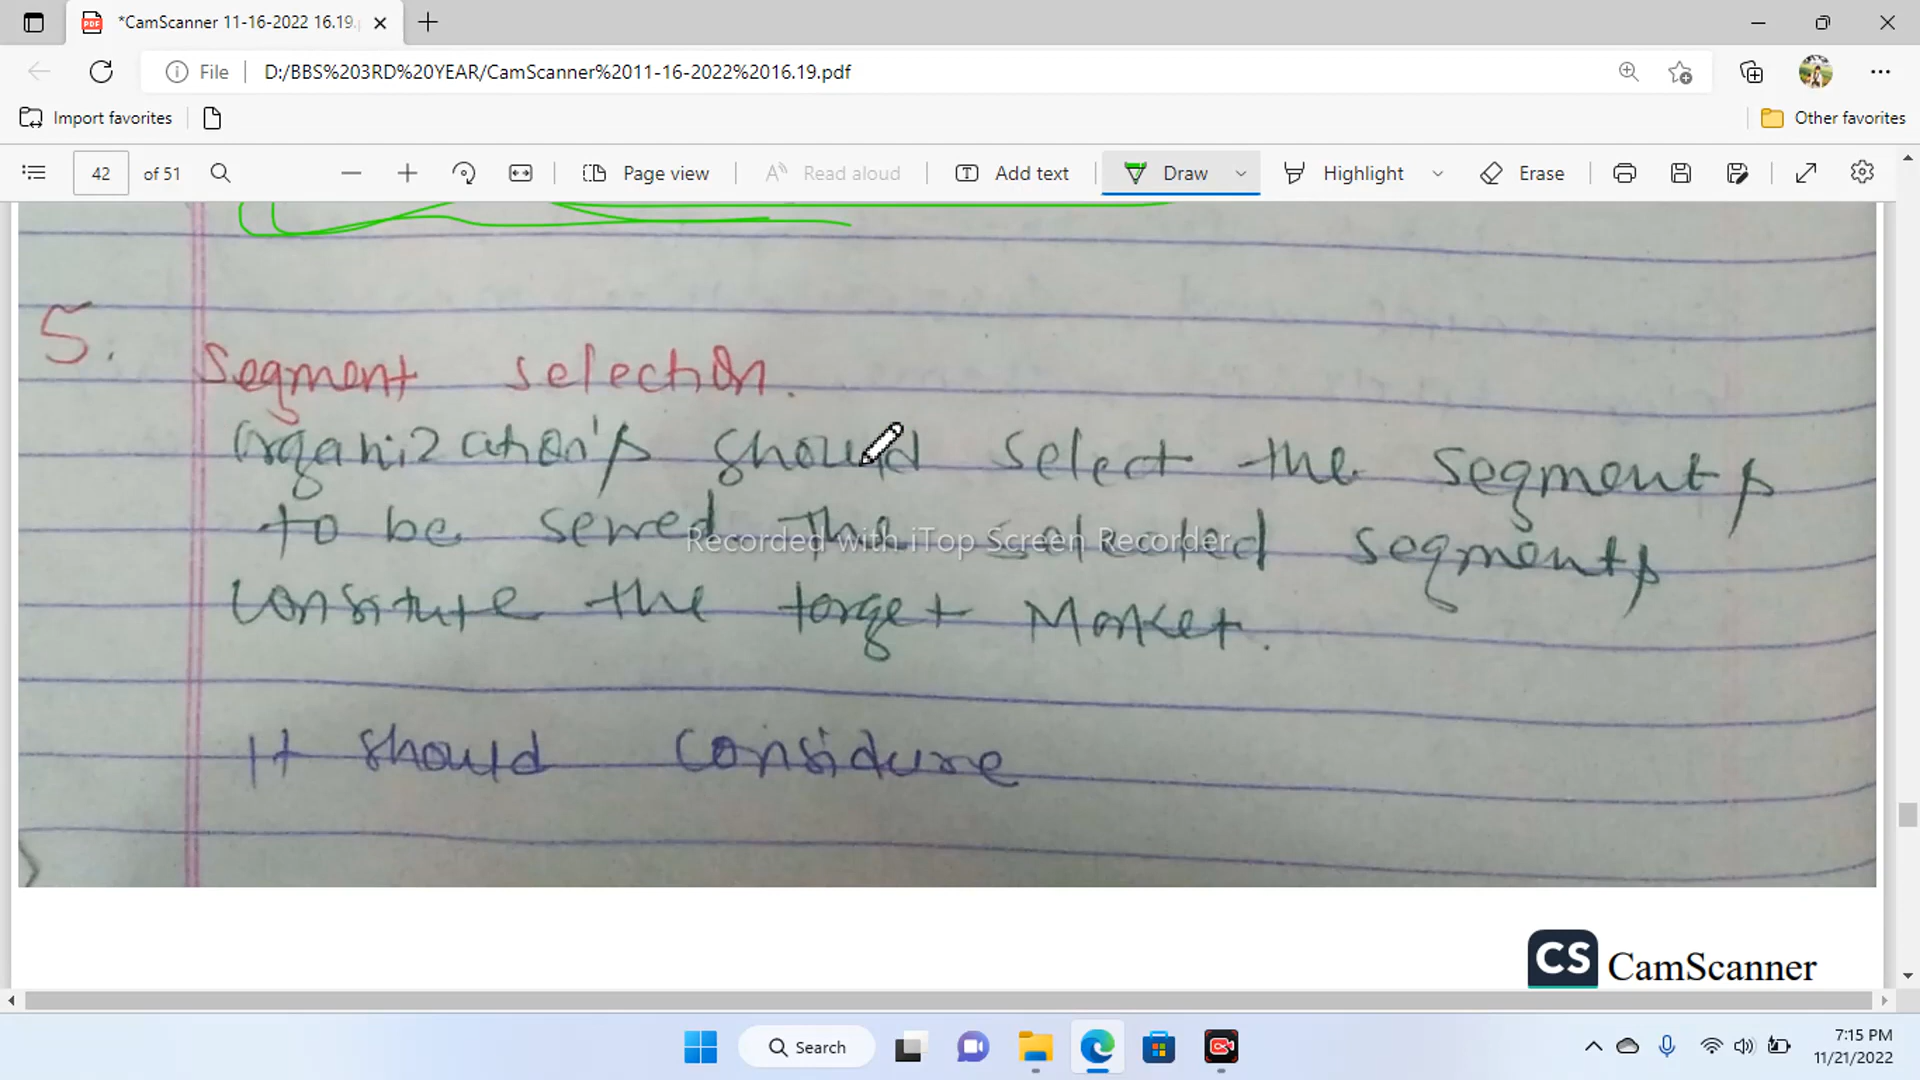 *CamScanner 11-16-2022 16.19.p
File D:/BBS%203RD%20YEAR/CamScanner%2011-16-2022%2016.19.pdf
Import favorites Other favorites
42 of 51 Page view Read aloud Add text Draw Highlight Erase
5. Segment selection.
Organization's should select the segments
to be served the selected segments
Recorded with iTop Screen Recorder
consitute the target Market.
It should considure
CS CamScanner
Search
7:15 PM
11/21/2022